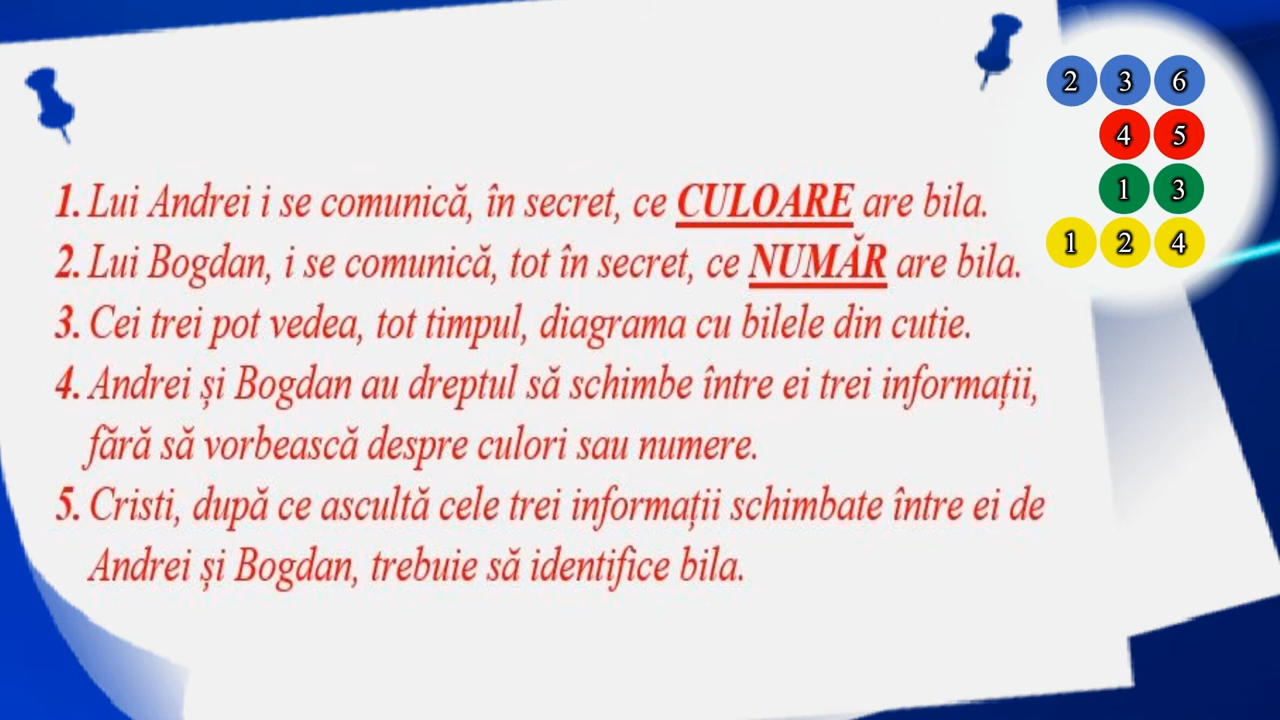 2 3 6
4 5
1 3
1 2 4
1. Lui Andrei i se comunică, în secret, ce CULOARE are bila.
2. Lui Bogdan, i se comunică, tot în secret, ce NUMĂR are bila.
3. Cei trei pot vedea, tot timpul, diagrama cu bilele din cutie.
4. Andrei și Bogdan au dreptul să schimbe între ei trei informații,
fără să vorbească despre culori sau numere.
5. Cristi, după ce ascultă cele trei informații schimbate între ei de
Andrei și Bogdan, trebuie să identifice bila.